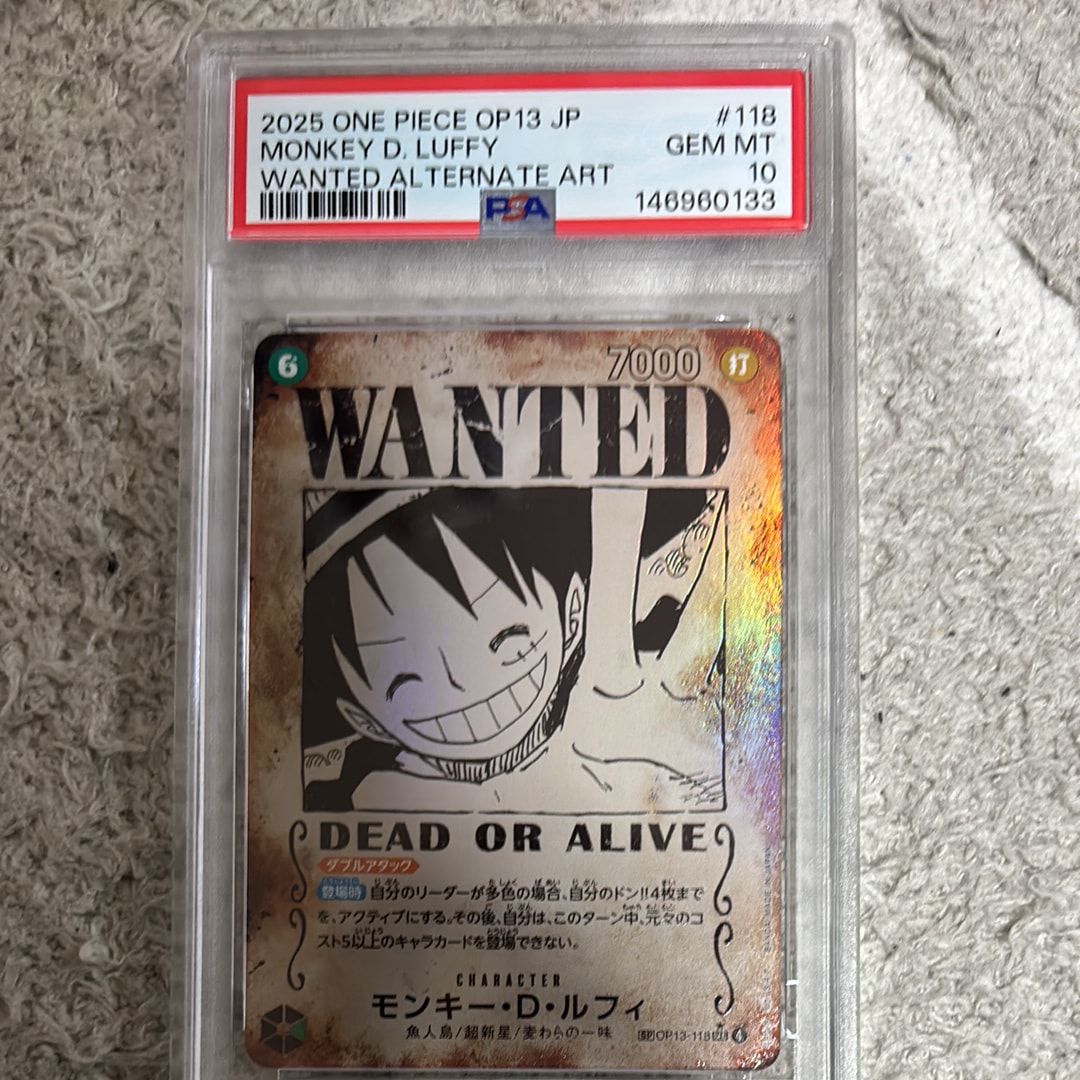 2025 ONE PIECE OP13 JP #118
MONKEY D. LUFFY GEM MT
WANTED ALTERNATE ART 10
PSA 146960133
6 7000 打
WANTED
DEAD OR ALIVE
ダブルアタック
登場時 自分のリーダーが多色の場合、自分のドン!!4枚まで
を、アクティブにする。その後、自分は、このターン中、元々のコ
スト5以上のキャラカードを登場できない。
CHARACTER
モンキー・D・ルフィ
魚人島/超新星/麦わらの一味 OP13-118